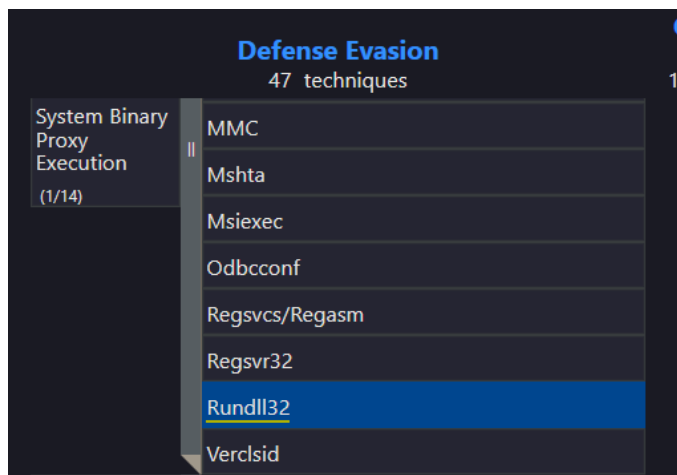 Defense Evasion
47 techniques
System Binary
Proxy
Execution
(1/14)
MMC
Mshta
Msiexec
Odbcconf
Regsvcs/Regasm
Regsvr32
Rundll32
Verclsid